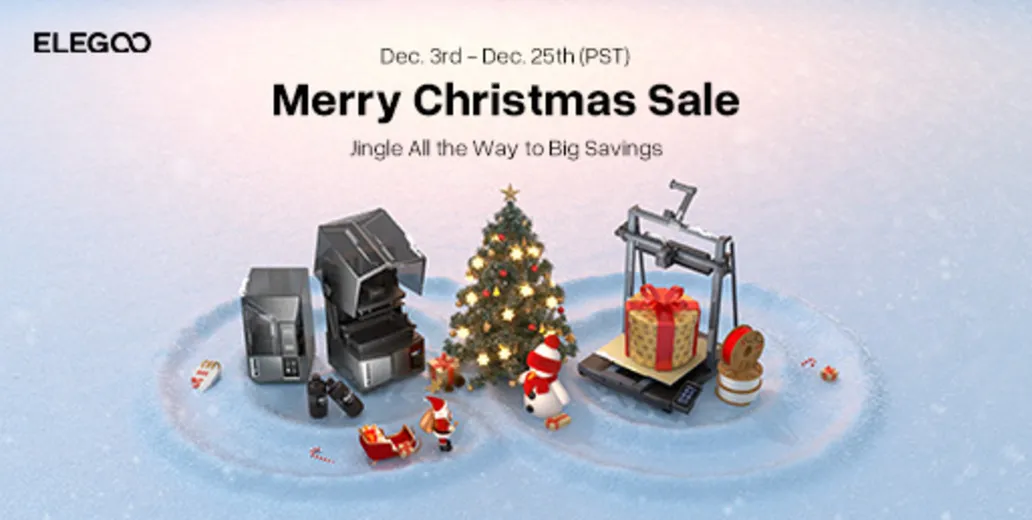 ELEGOO
Dec. 3rd – Dec. 25th (PST)
Merry Christmas Sale
Jingle All the Way to Big Savings